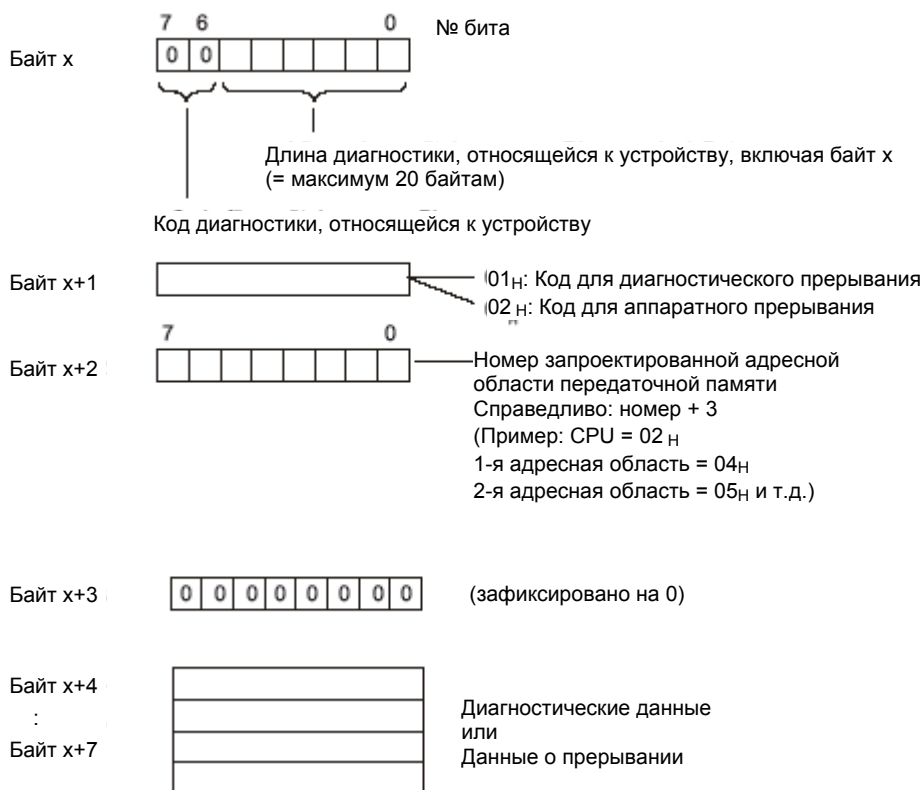 7 6 0 № бита
Байт x 0 0
Длина диагностики, относящейся к устройству, включая байт x
(= максимум 20 байтам)
Код диагностики, относящейся к устройству
Байт x+1
01H: Код для диагностического прерывания
02 H: Код для аппаратного прерывания
7 0
Байт x+2
Номер запроектированной адресной
области передаточной памяти
Справедливо: номер + 3
(Пример: CPU = 02 H
1-я адресная область = 04H
2-я адресная область = 05H и т.д.)
Байт x+3 0 0 0 0 0 0 0 0 (зафиксировано на 0)
Байт x+4
:
Байт x+7
Диагностические данные
или
Данные о прерывании